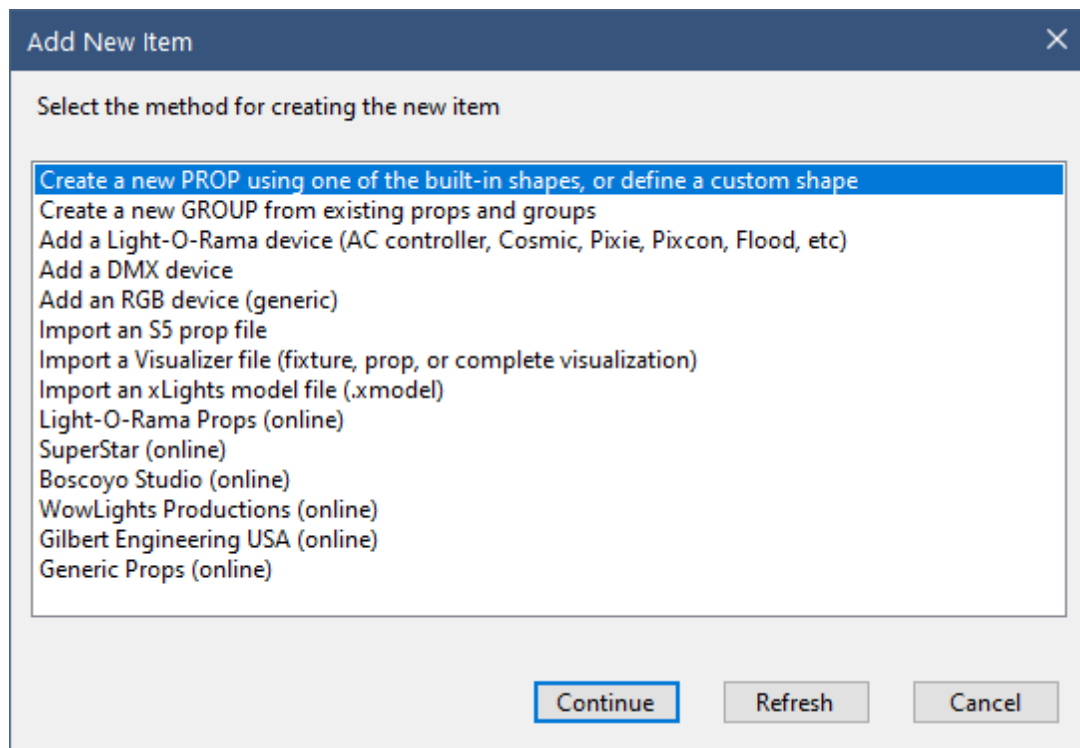 Add New Item
Select the method for creating the new item
Create a new PROP using one of the built-in shapes, or define a custom shape
Create a new GROUP from existing props and groups
Add a Light-O-Rama device (AC controller, Cosmic, Pixie, Pixcon, Flood, etc)
Add a DMX device
Add an RGB device (generic)
Import an S5 prop file
Import a Visualizer file (fixture, prop, or complete visualization)
Import an xLights model file (.xmodel)
Light-O-Rama Props (online)
SuperStar (online)
Boscoyo Studio (online)
WowLights Productions (online)
Gilbert Engineering USA (online)
Generic Props (online)
Continue Refresh Cancel